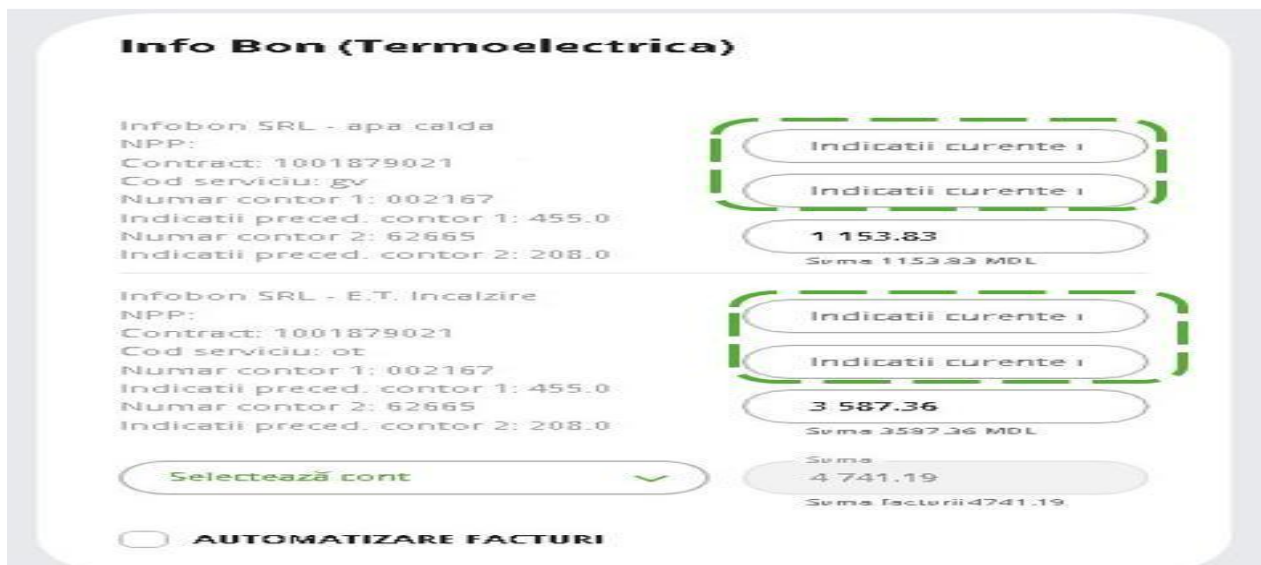 Info Bon (Termoelectrica)
Infobon SRL - apa calda
NPP:
Contract: 1001879021
Cod serviciu: gv
Numar contor 1: 002167
Indicatii preced. contor 1: 455.0
Numar contor 2: 62665
Indicatii preced. contor 2: 208.0
Indicatii curente
Indicatii curente
1 153.83
Suma 1153.83 MDL
Infobon SRL - E.T. Incalzire
NPP:
Contract: 1001879021
Cod serviciu: ot
Numar contor 1: 002167
Indicatii preced. contor 1: 455.0
Numar contor 2: 62665
Indicatii preced. contor 2: 208.0
Indicatii curente
Indicatii curente
3 587.36
Suma 3587.36 MDL
Selectează cont
Suma
4 741.19
Suma facturii 4741.19
AUTOMATIZARE FACTURI